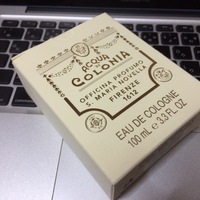 ACQUA
DI
COLONIA
OFFICINA PROFUMO
S. MARIA NOVELLA
FIRENZE
1612
EAU DE COLOGNE
100 mL e 3.3 FL OZ